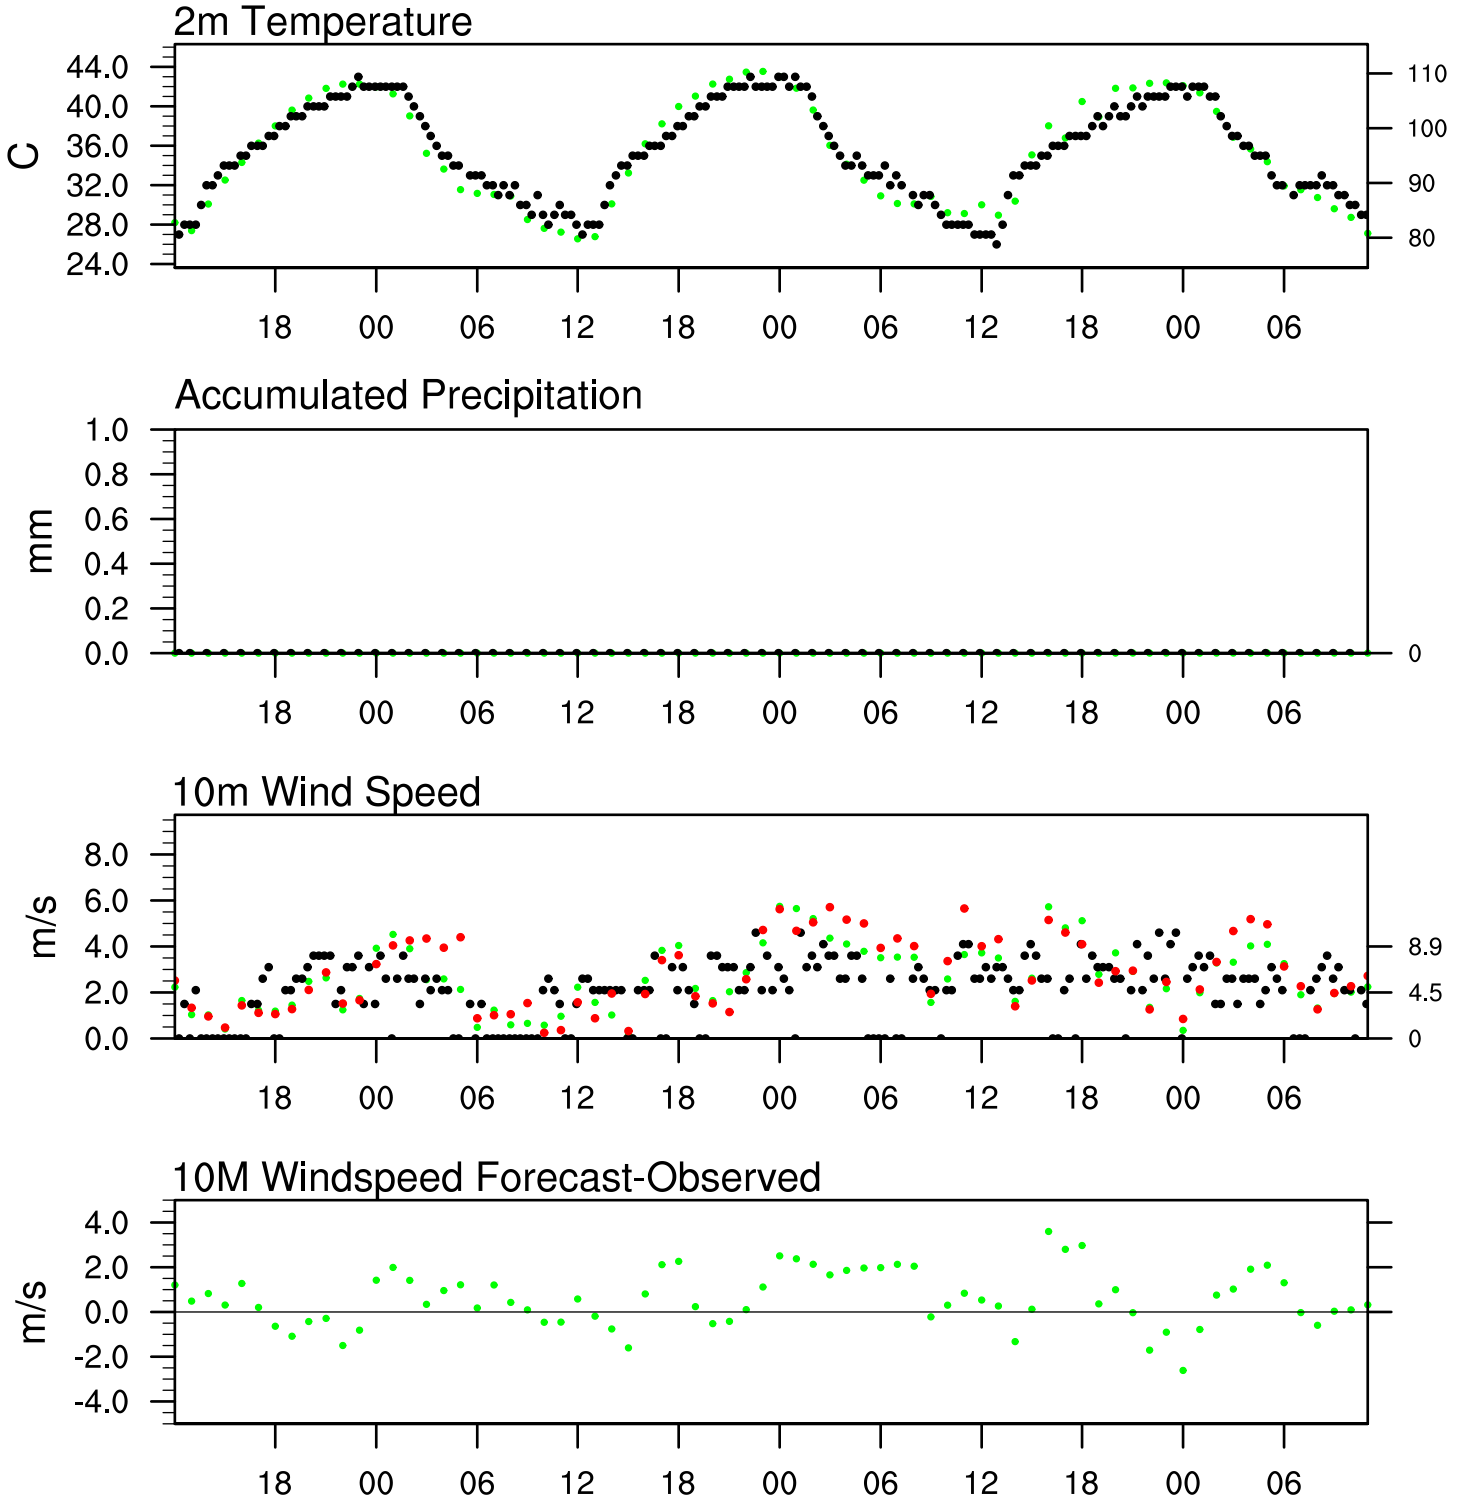 2m Temperature
44.0
40.0
36.0
32.0
28.0
24.0
C
110
100
90
80
18 00 06 12 18 00 06 12 18 00 06
Accumulated Precipitation
1.0
0.8
0.6
0.4
0.2
0.0
mm
0
18 00 06 12 18 00 06 12 18 00 06
10m Wind Speed
8.0
6.0
4.0
2.0
0.0
m/s
8.9
4.5
0
18 00 06 12 18 00 06 12 18 00 06
10M Windspeed Forecast-Observed
4.0
2.0
0.0
-2.0
-4.0
m/s
18 00 06 12 18 00 06 12 18 00 06